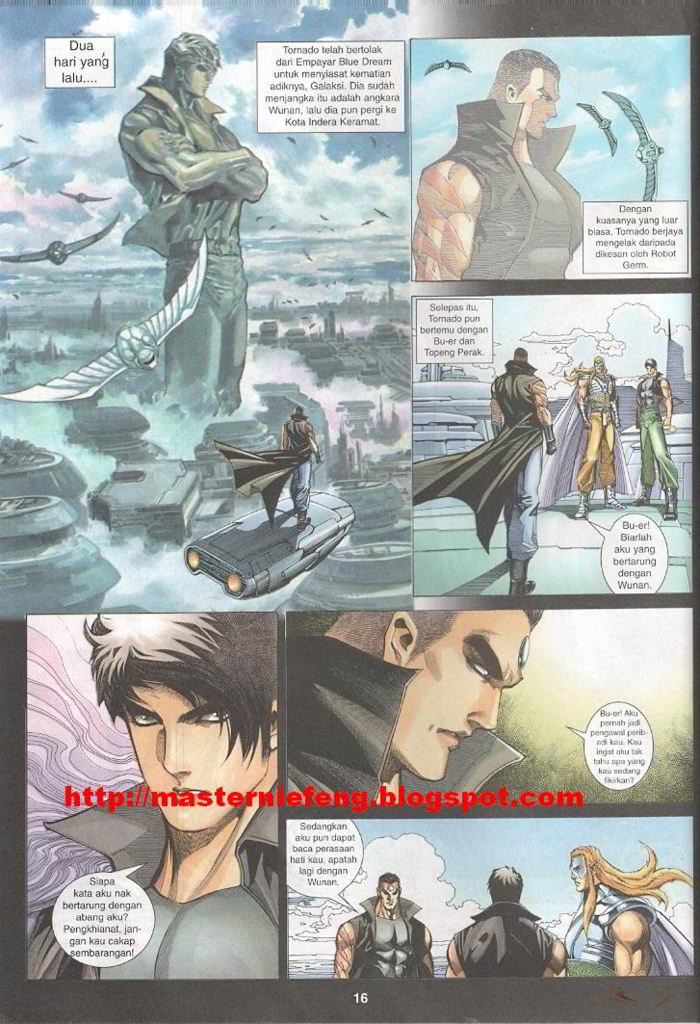 Dua
hari yang
lalu....
Tornado telah bertolak
dari Empayar Blue Dream
untuk menyiasat kematian
adiknya, Galaksi. Dia sudah
menjangka itu adalah angkara
Wunan, lalu dia pun pergi ke
Kota Indera Keramat.
Dengan
kuasanya yang luar
biasa, Tornado berjaya
mengelak daripada
dikesan oleh Robot
Germ.
Selepas itu,
Tornado pun
bertemu dengan
Bu-er dan
Topeng Perak.
Bu-er!
Biarlah
aku yang
bertarung
dengan
Wunan.
Siapa
kata aku nak
bertarung dengan
abang aku?
Pengkhianat, jan-
gan kau cakap
sembarangan!
Bu-er! Aku
pernah jadi
pengawal perib-
adi kau. Kau
ingat aku tak
tahu apa yang
kau sedang
fikirkan?
http://masterniefeng.blogspot.com
Sedangkan
aku pun dapat
baca perasaan
hati kau, apatah
lagi dengan
Wunan.
16